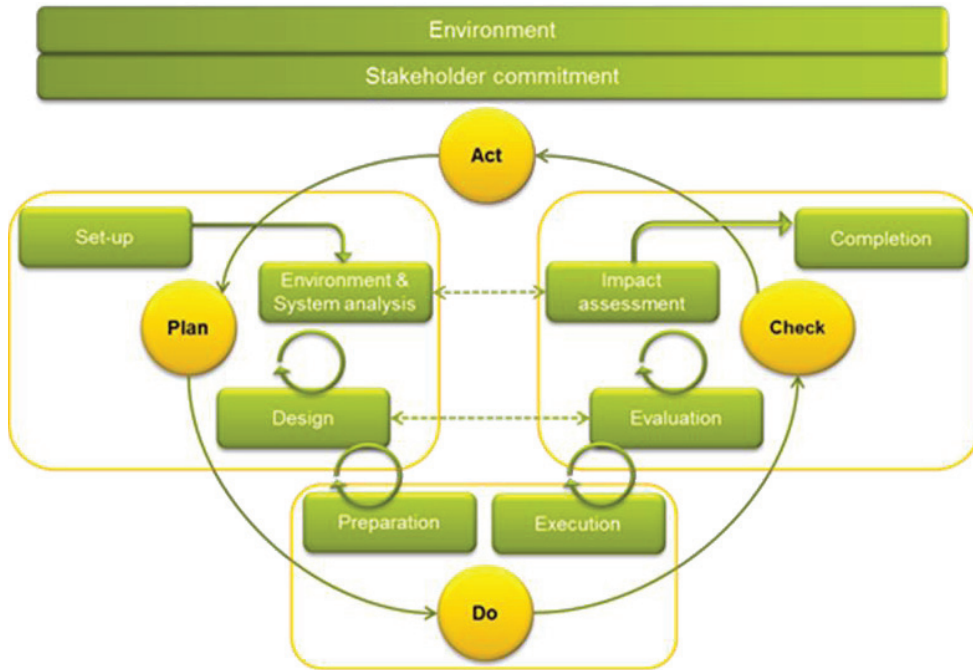 Environment
Stakeholder commitment
Act
Set-up
Completion
Environment &
System analysis
Impact
assessment
Plan
Check
Design
Evaluation
Preparation
Execution
Do